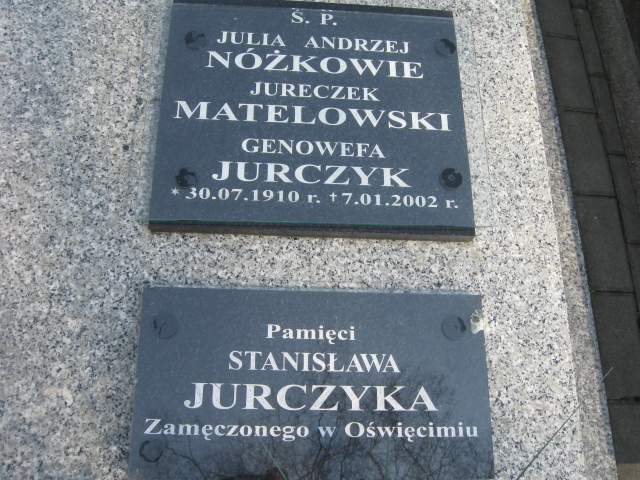 Ś. P.
JULIA ANDRZEJ
NÓŻKOWIE
JURECZEK
MATELOWSKI
GENOWEFA
JURCZYK
* 30.07.1910 r. † 7.01.2002 r.
Pamięci
STANISŁAWA
JURCZYKA
Zamęczonego w Oświęcimiu